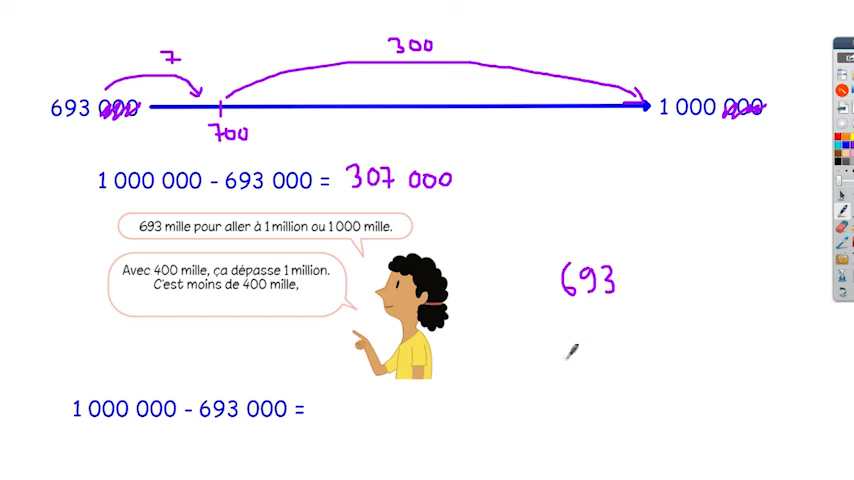 7 300
693 000 1 000 000
700
1 000 000 - 693 000 = 307 000
693 mille pour aller à 1 million ou 1 000 mille.
Avec 400 mille, ça dépasse 1 million.
C'est moins de 400 mille,
693
1 000 000 - 693 000 =